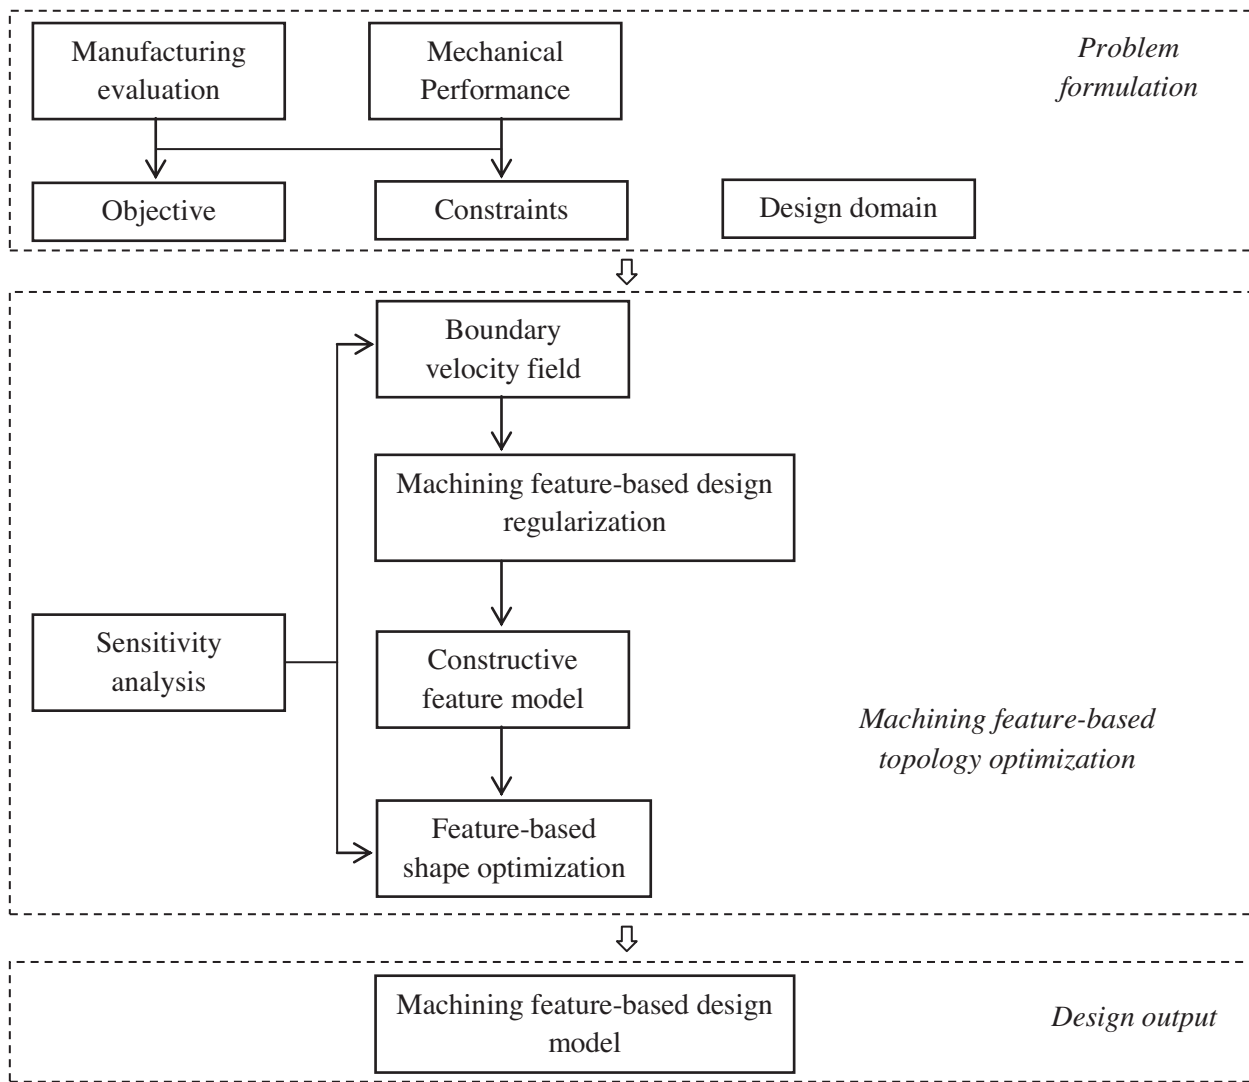 Manufacturing
evaluation
Mechanical
Performance
Problem
formulation
Objective
Constraints
Design domain
Boundary
velocity field
Machining feature-based design
regularization
Sensitivity
analysis
Constructive
feature model
Machining feature-based
topology optimization
Feature-based
shape optimization
Machining feature-based design
model
Design output